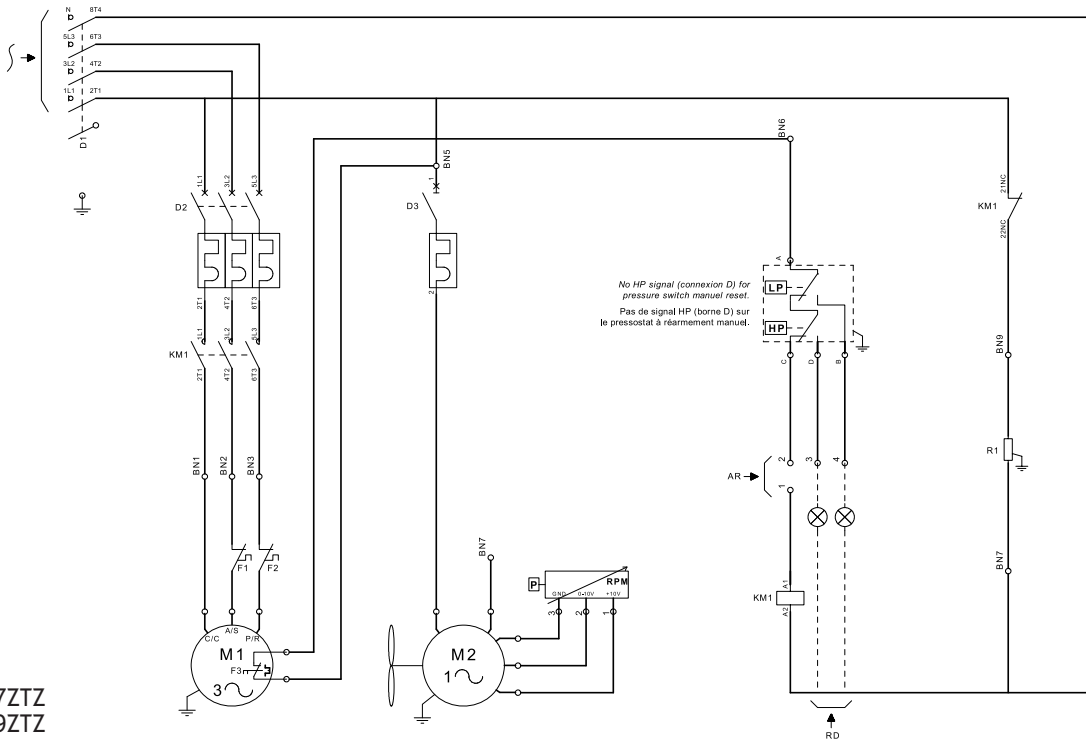 N 8T4
5L3 6T3
3L2 4T2
1L1 2T1
D1
BN6
BN5
1L1 3L2 5L3
1
21NC
D2
D3
KM1
22NC
A
No HP signal (connexion D) for
pressure switch manuel reset.
LP
Pas de signal HP (borne D) sur
le pressostat à réarmement manuel.
HP
2T1 4T2 6T3
2
1L1 3L2 5L3
KM1
2T1 4T2 6T3
C D B
BN9
BN1 BN2 BN3
2 3 4
R1
AR
1
F1 F2
BN7
BN7
P
RPM
GND 0-10V +10V
3 2 1
A1
KM1
A2
C/C A/S P/R
M1
F3
3
M2
1
7ZTZ
9ZTZ
RD